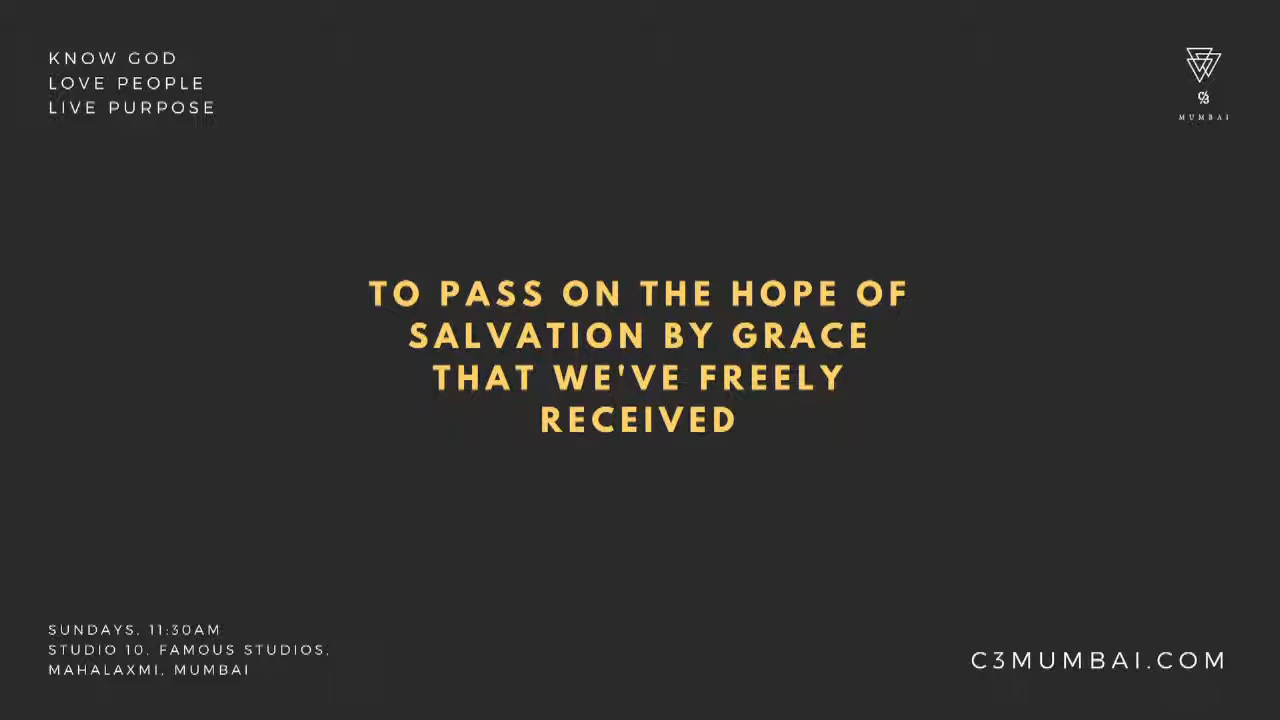 KNOW GOD
LOVE PEOPLE
LIVE PURPOSE
C3
MUMBAI
TO PASS ON THE HOPE OF
SALVATION BY GRACE
THAT WE'VE FREELY
RECEIVED
SUNDAYS, 11:30AM
STUDIO 10, FAMOUS STUDIOS,
MAHALAXMI, MUMBAI
C3MUMBAI.COM